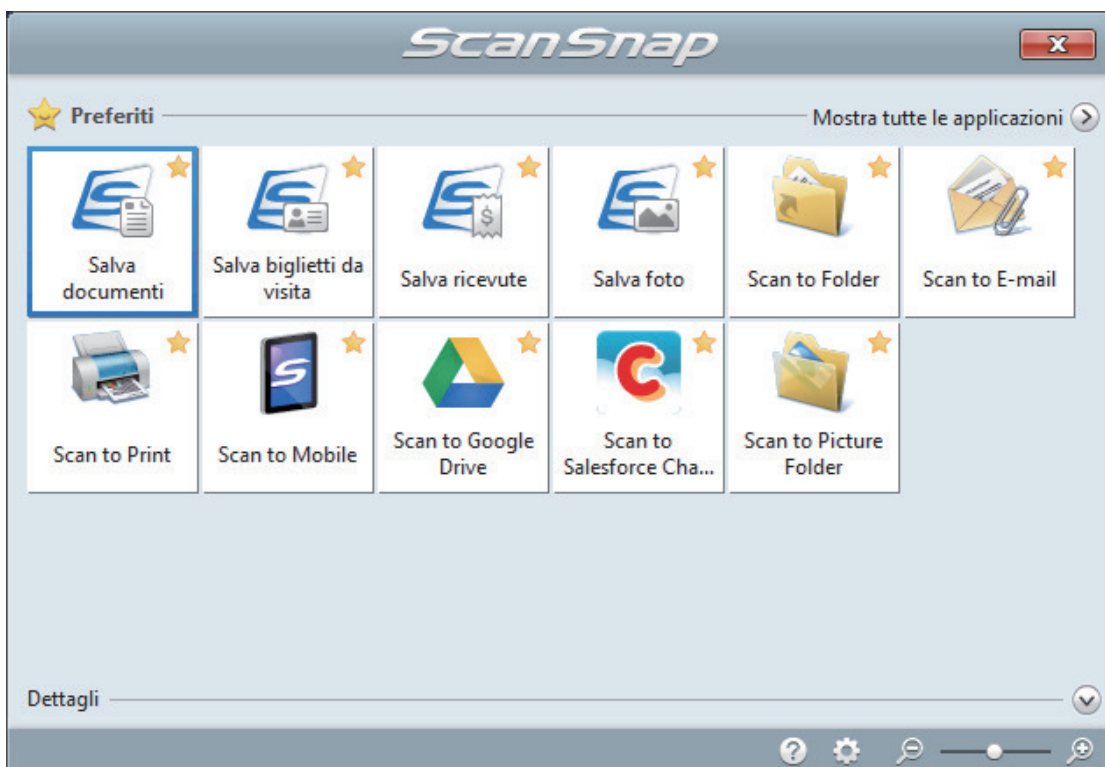 ScanSnap
Preferiti
Mostra tutte le applicazioni
Salva
documenti
Salva biglietti da
visita
Salva ricevute
Salva foto
Scan to Folder
Scan to E-mail
Scan to Print
Scan to Mobile
Scan to Google
Drive
Scan to
Salesforce Cha...
Scan to Picture
Folder
Dettagli